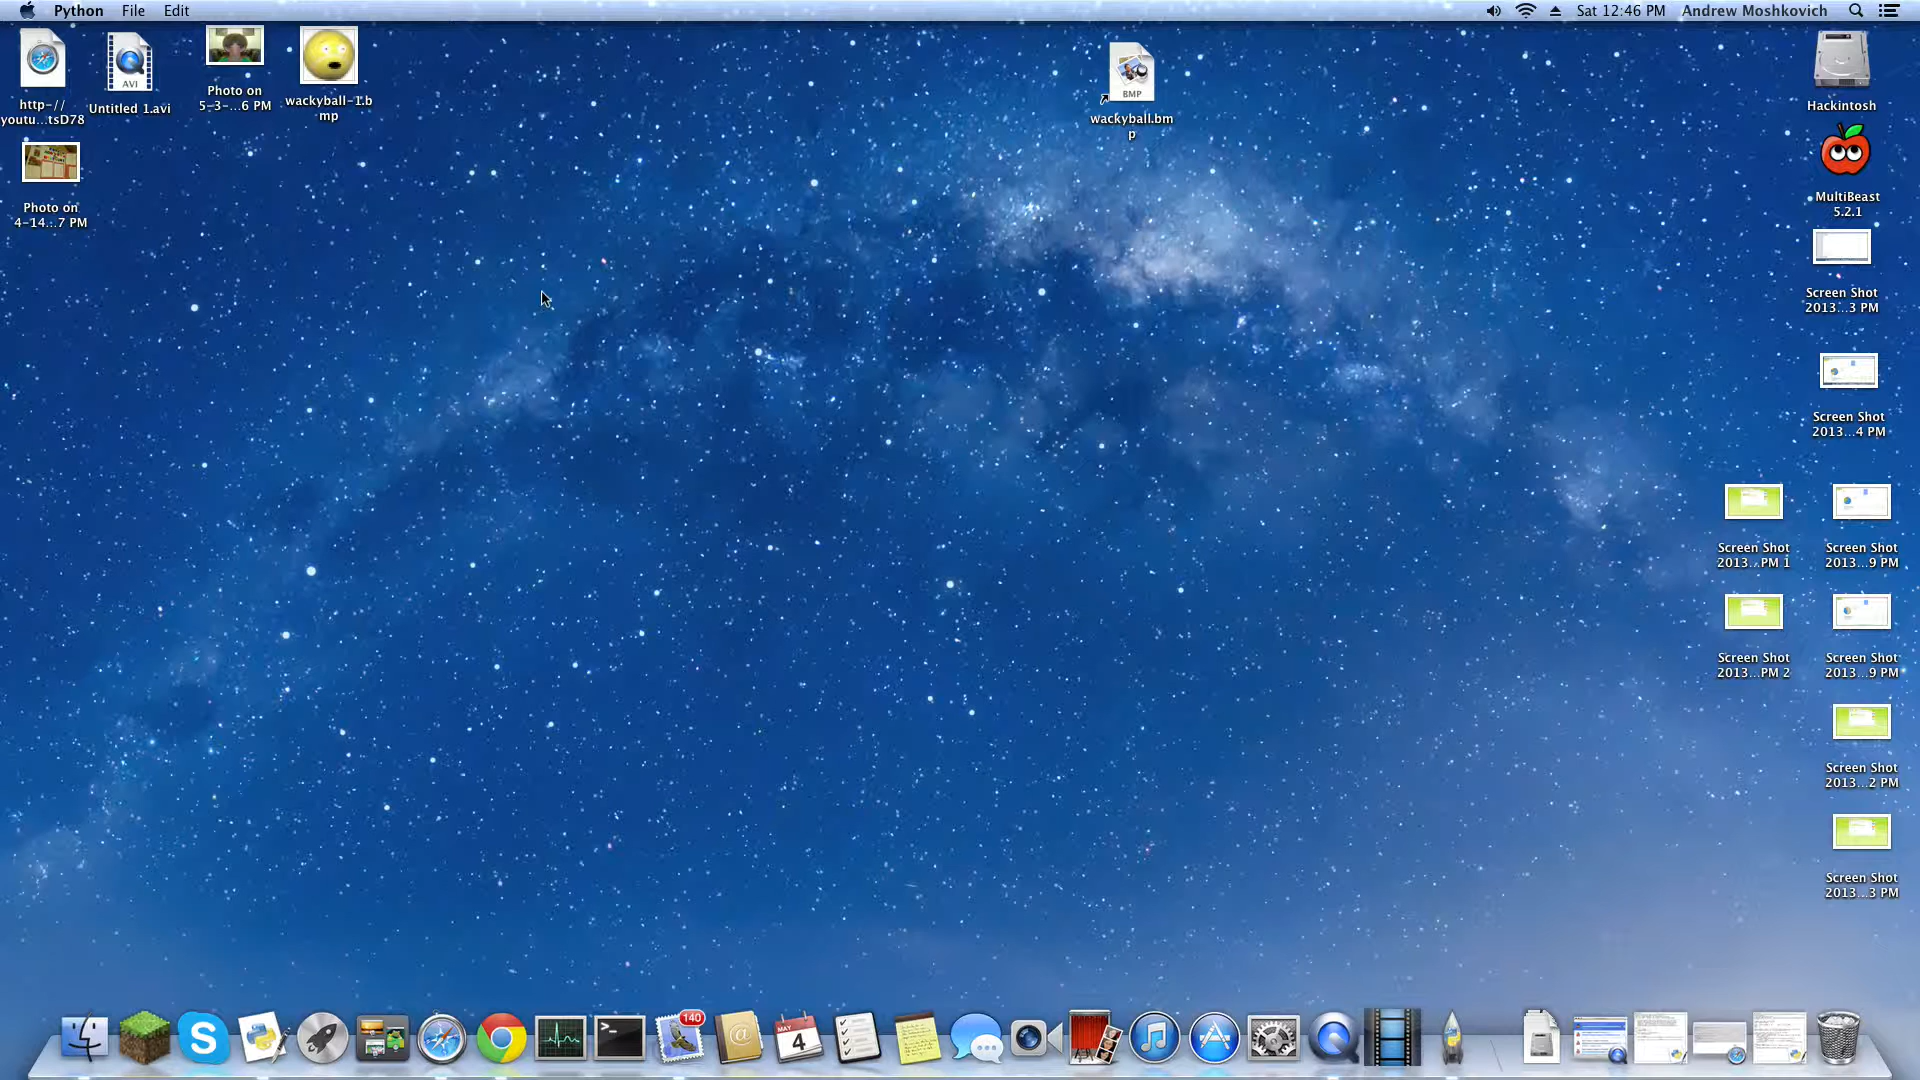 Python File Edit
Sat 12:46 PM Andrew Moshkovich
http-//
youtu...tsD78
AVI
Untitled 1.avi
Photo on
5-3-...6 PM
wackyball-1.b
mp
BMP
wackyball.bm
p
Hackintosh
Photo on
4-14...7 PM
MultiBeast
5.2.1
Screen Shot
2013...3 PM
Screen Shot
2013...4 PM
Screen Shot
2013...PM 1
Screen Shot
2013...9 PM
Screen Shot
2013...PM 2
Screen Shot
2013...9 PM
Screen Shot
2013...2 PM
Screen Shot
2013...3 PM
S
>_
140
@
MAY
4